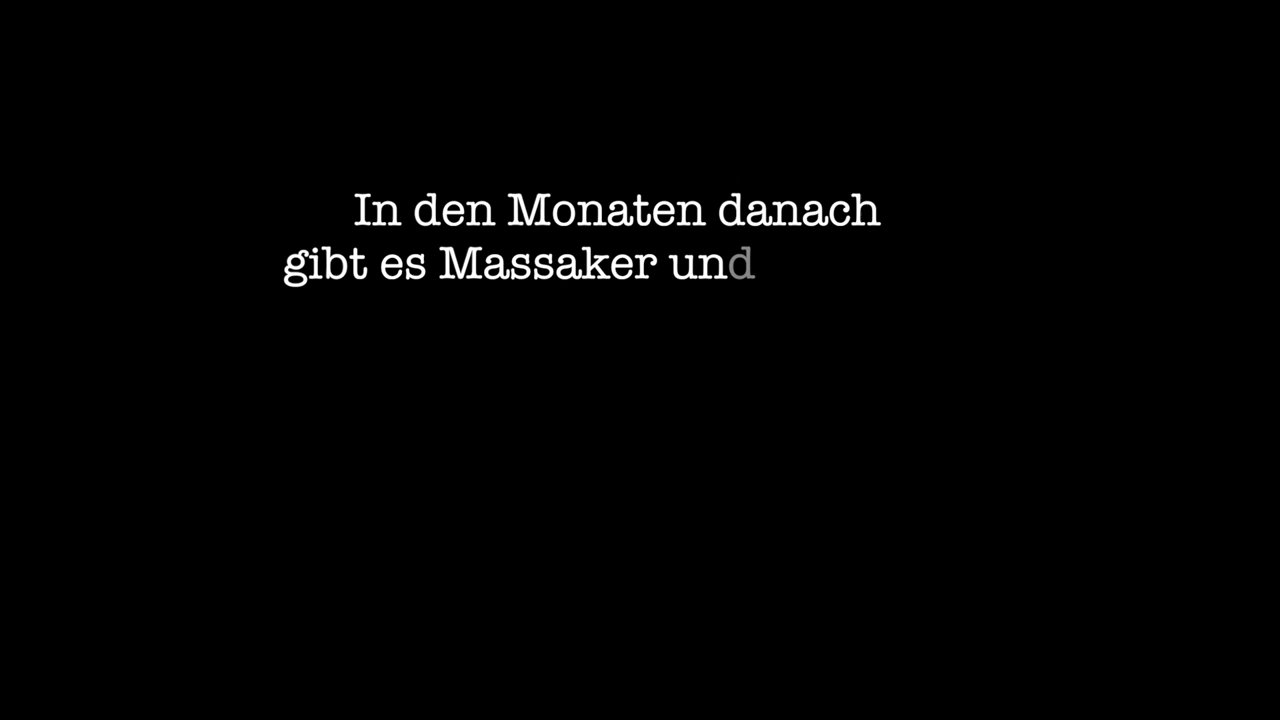 In den Monaten danach
gibt es Massaker und